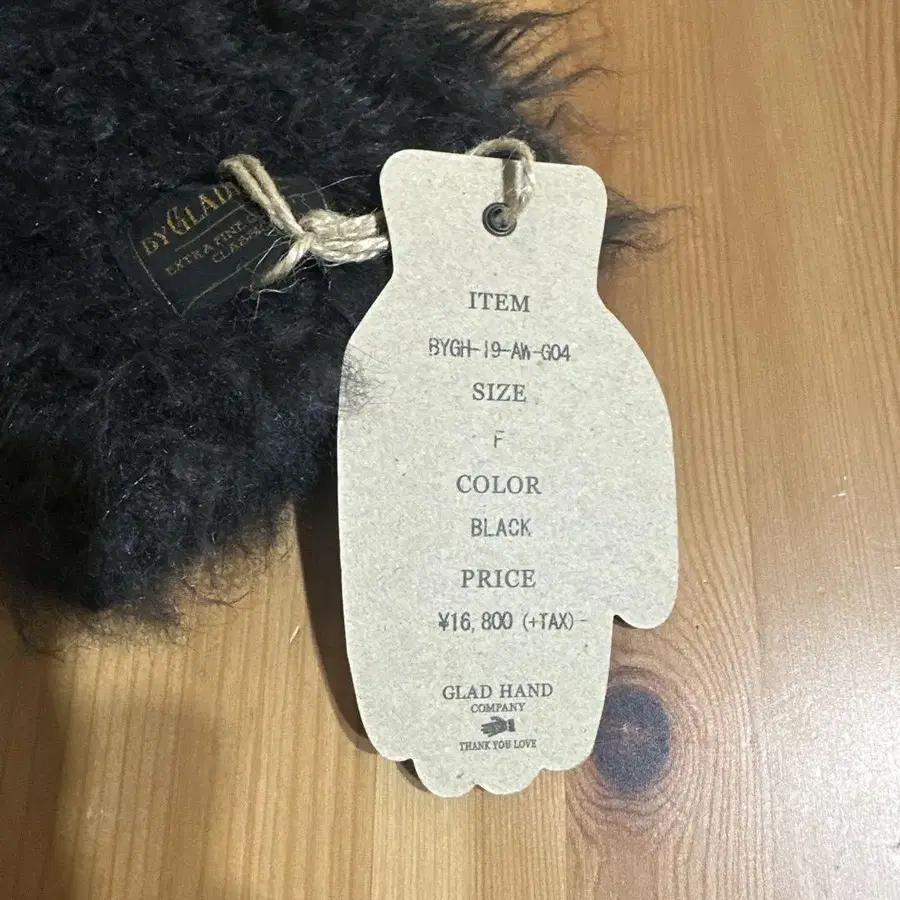 BYGLAD
EXTRA FINE
ITEM
BYGH-19-AW-G04
SIZE
F
COLOR
BLACK
PRICE
¥16,800 (+TAX)-
GLAD HAND
COMPANY
THANK YOU LOVE